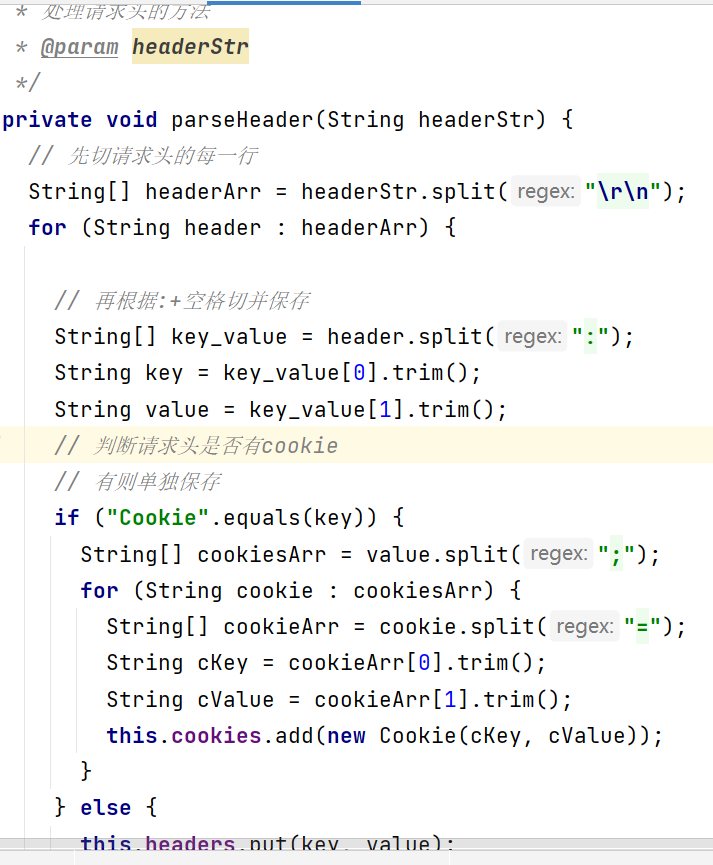 * 处理请求头的方法
* @param headerStr
*/
private void parseHeader(String headerStr) {
// 先切请求头的每一行
String[] headerArr = headerStr.split( regex: "\r\n");
for (String header : headerArr) {
// 再根据:+空格切并保存
String[] key_value = header.split( regex: ":");
String key = key_value[0].trim();
String value = key_value[1].trim();
// 判断请求头是否有cookie
// 有则单独保存
if ("Cookie".equals(key)) {
String[] cookiesArr = value.split( regex: ";");
for (String cookie : cookiesArr) {
String[] cookieArr = cookie.split( regex: "=");
String cKey = cookieArr[0].trim();
String cValue = cookieArr[1].trim();
this.cookies.add(new Cookie(cKey, cValue));
}
} else {
this.headers.put(key, value);